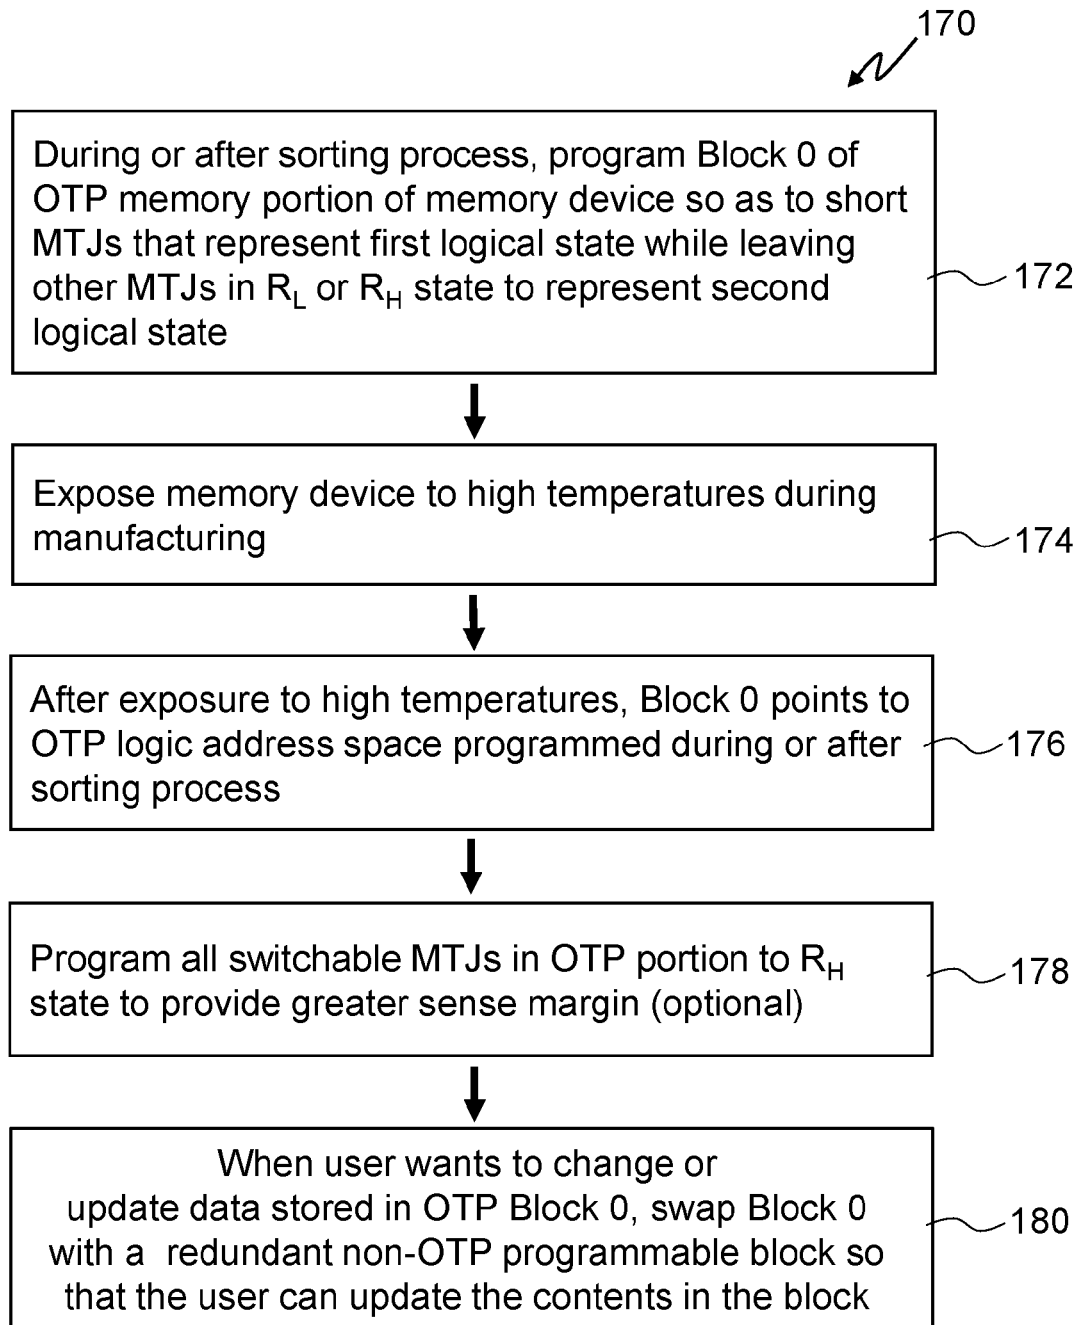 170
During or after sorting process, program Block 0 of
OTP memory portion of memory device so as to short
MTJs that represent first logical state while leaving
other MTJs in R_L or R_H state to represent second
logical state
172
Expose memory device to high temperatures during
manufacturing
174
After exposure to high temperatures, Block 0 points to
OTP logic address space programmed during or after
sorting process
176
Program all switchable MTJs in OTP portion to R_H
state to provide greater sense margin (optional)
178
When user wants to change or
update data stored in OTP Block 0, swap Block 0
with a redundant non-OTP programmable block so
that the user can update the contents in the block
180